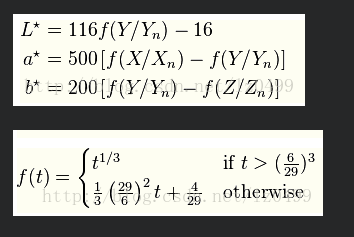 L* = 116f(Y/Yₙ) − 16
a* = 500[f(X/Xₙ) − f(Y/Yₙ)]
b* = 200[f(Y/Yₙ) − f(Z/Zₙ)]
f(t) = { t^{1/3} if t > (6/29)^3
1/3 (29/6)^2 t + 4/29 otherwise